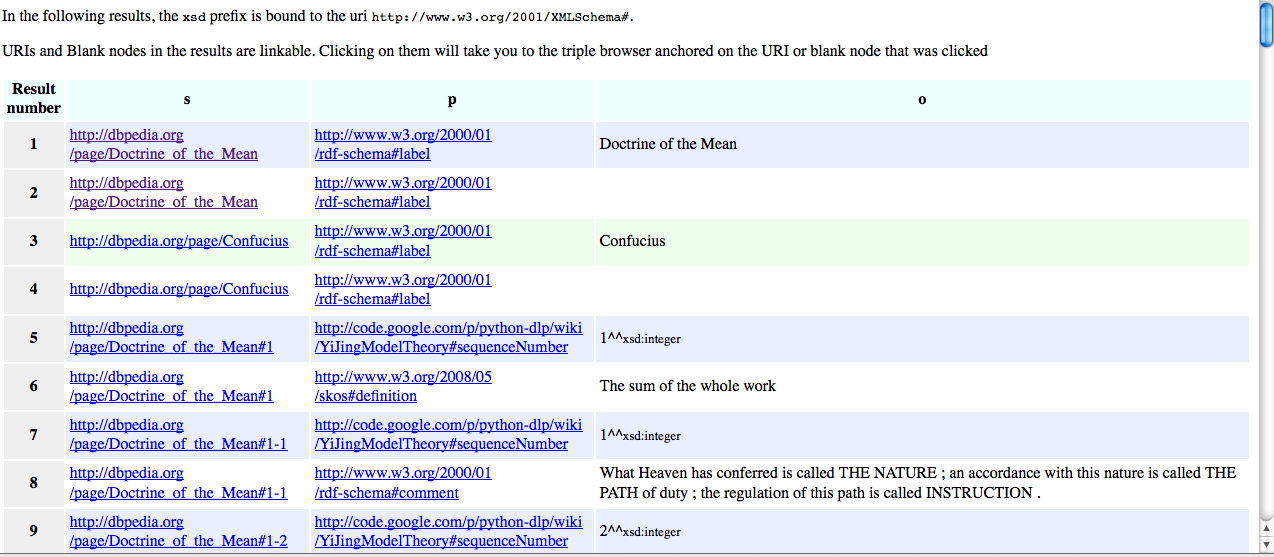 In the following results, the xsd prefix is bound to the uri http://www.w3.org/2001/XMLSchema#.
URIs and Blank nodes in the results are linkable. Clicking on them will take you to the triple browser anchored on the URI or blank node that was clicked
Result number s p o
1 http://dbpedia.org/page/Doctrine_of_the_Mean http://www.w3.org/2000/01/rdf-schema#label Doctrine of the Mean
2 http://dbpedia.org/page/Doctrine_of_the_Mean http://www.w3.org/2000/01/rdf-schema#label
3 http://dbpedia.org/page/Confucius http://www.w3.org/2000/01/rdf-schema#label Confucius
4 http://dbpedia.org/page/Confucius http://www.w3.org/2000/01/rdf-schema#label
5 http://dbpedia.org/page/Doctrine_of_the_Mean#1 http://code.google.com/p/python-dlp/wiki/YiJingModelTheory#sequenceNumber 1^^xsd:integer
6 http://dbpedia.org/page/Doctrine_of_the_Mean#1 http://www.w3.org/2008/05/skos#definition The sum of the whole work
7 http://dbpedia.org/page/Doctrine_of_the_Mean#1-1 http://code.google.com/p/python-dlp/wiki/YiJingModelTheory#sequenceNumber 1^^xsd:integer
8 http://dbpedia.org/page/Doctrine_of_the_Mean#1-1 http://www.w3.org/2000/01/rdf-schema#comment What Heaven has conferred is called THE NATURE ; an accordance with this nature is called THE PATH of duty ; the regulation of this path is called INSTRUCTION .
9 http://dbpedia.org/page/Doctrine_of_the_Mean#1-2 http://code.google.com/p/python-dlp/wiki/YiJingModelTheory#sequenceNumber 2^^xsd:integer